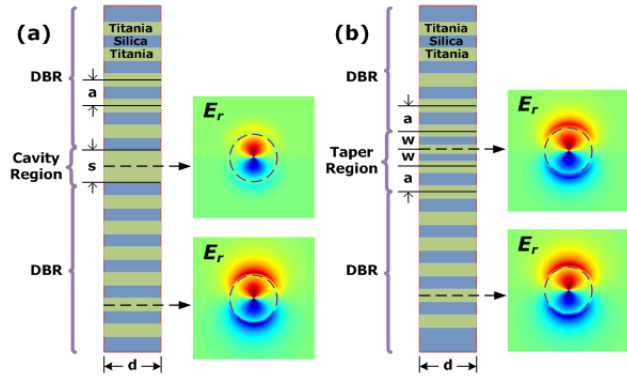 (a)
Titania
Silica
Titania
DBR
a
Cavity
Region
s
DBR
d
E_r
E_r
(b)
Titania
Silica
Titania
DBR
a
w
w
a
Taper
Region
DBR
d
E_r
E_r